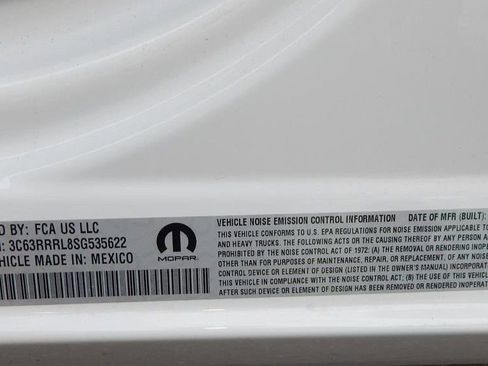 D BY: FCA US LLC
: 3C63RRRL8SG535622
HICLE MADE IN: MEXICO
MOPAR
VEHICLE NOISE EMISSION CONTROL INFORMATION DATE OF MFR (BUILT):
THIS VEHICLE CONFORMS TO U.S. EPA REGULATIONS FOR NOISE EMISSION APPLICABLE TO
AND HEAVY TRUCKS. THE FOLLOWING ACTS OR THE CAUSING THEREOF BY ANY PERSON A
PROHIBITED BY THE NOISE CONTROL ACT OF 1972: (A) THE REMOVAL OR RENDERING INOPE
THAN FOR PURPOSES OF MAINTENANCE, REPAIR, OR REPLACEMENT, OF ANY NOISE
CONTROL DEVICE OR ELEMENT OF DESIGN (LISTED IN THE OWNER'S MANUAL) INCORPORAT
THIS VEHICLE IN COMPLIANCE WITH THE NOISE CONTROL ACT; (B) THE USE OF THIS VEHICLE
AFTER SUCH DEVICE OR ELEMENT OF DESIGN HAS BEEN REMOVED OR RENDERED INOPERA